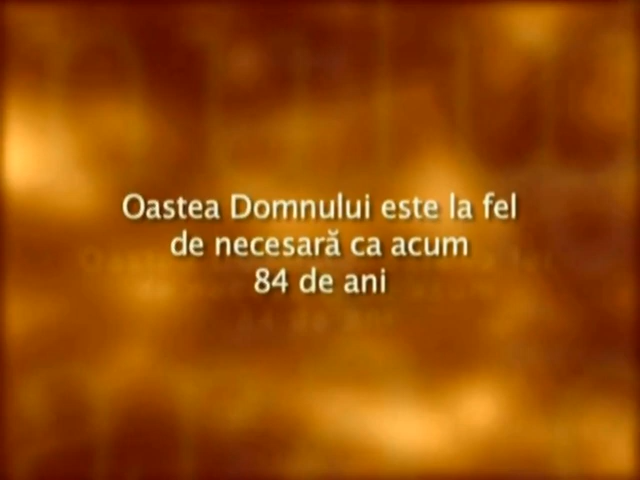 Oastea Domnului este la fel
de necesară ca acum
84 de ani